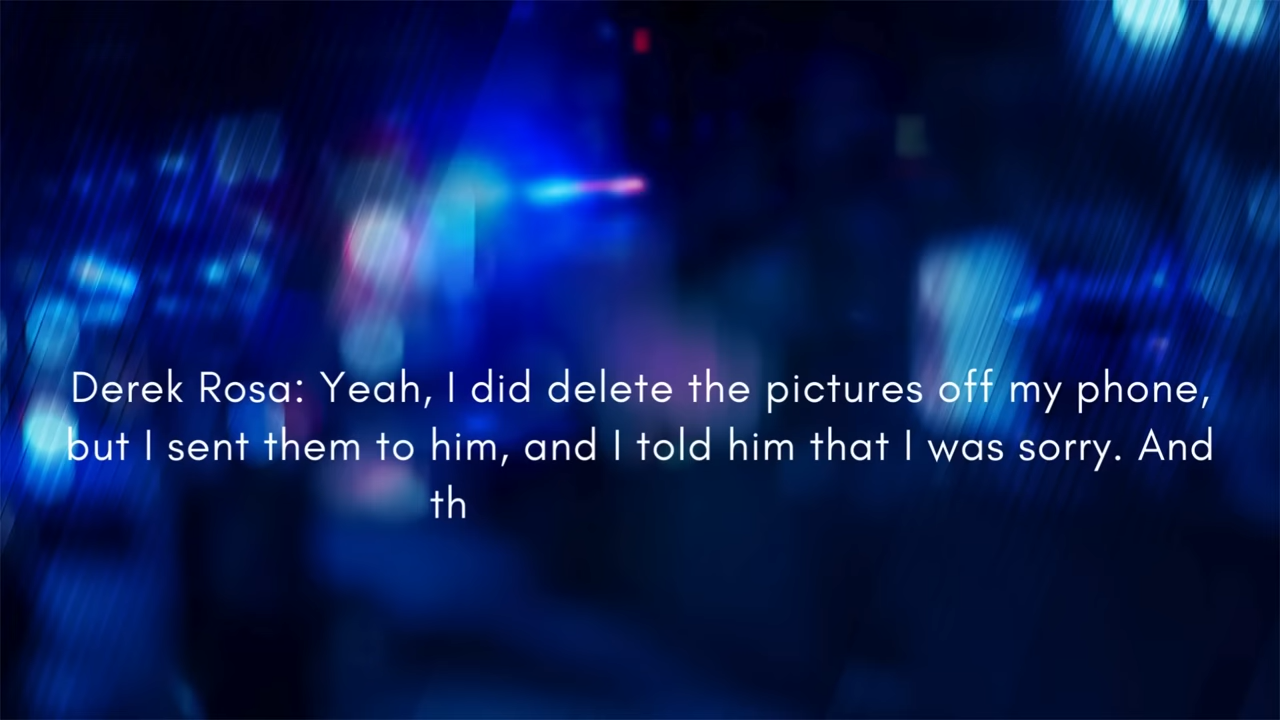 Derek Rosa: Yeah, I did delete the pictures off my phone,
but I sent them to him, and I told him that I was sorry. And
th